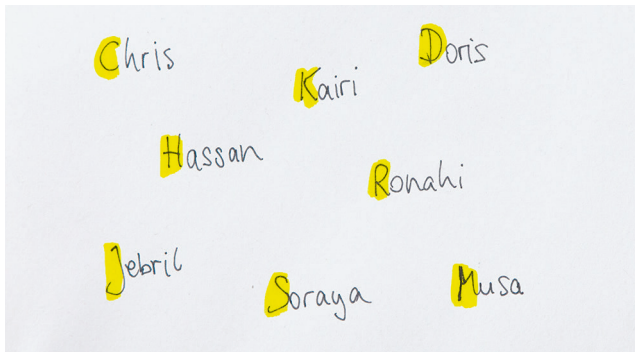 Chris
Doris
Kairi
Hassan
Ronahi
Jebril
Soraya
Musa